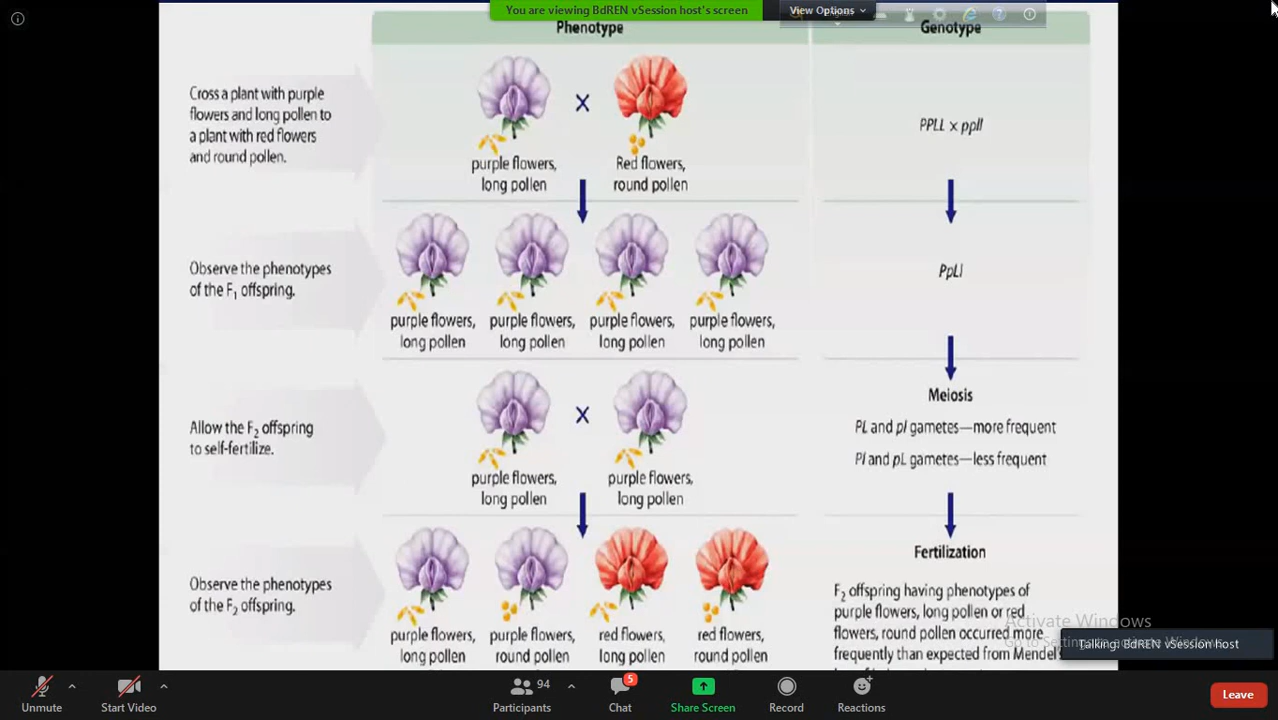 You are viewing BdREN vSession host's screen
View Options
Phenotype
Genotype
Cross a plant with purple
flowers and long pollen to
a plant with red flowers
and round pollen.
purple flowers,
long pollen
X
Red flowers,
round pollen
PPLL x ppll
Observe the phenotypes
of the F₁ offspring.
purple flowers,
long pollen
purple flowers,
long pollen
purple flowers,
long pollen
purple flowers,
long pollen
PpLl
Allow the F₂ offspring
to self-fertilize.
purple flowers,
long pollen
X
purple flowers,
long pollen
Meiosis
PL and pl gametes—more frequent
Pl and pL gametes—less frequent
Observe the phenotypes
of the F₂ offspring.
purple flowers,
long pollen
purple flowers,
round pollen
red flowers,
long pollen
red flowers,
round pollen
Fertilization
F₂ offspring having phenotypes of
purple flowers, long pollen or red
flowers, round pollen occurred more
frequently than expected from Mendel's
Activate Windows
Talking: BdREN vSession host
Unmute
Start Video
94
Participants
5
Chat
Share Screen
Record
Reactions
Leave